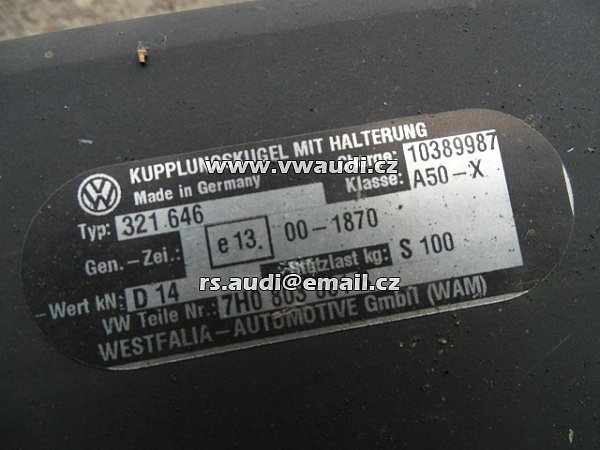 KUPPLUNGSKUGEL MIT HALTERUNG
www.vwaudi.cz
Made in Germany
Charge: 10389987
Klasse: A50-X
Typ: 321.646
Gen.-Zei.: e 13. 00-1870
Stützlast kg: S 100
rs.audi@email.cz
-Wert kN: D 14
VW Teile Nr.: 7H0 803
WESTFALIA-AUTOMOTIVE GmbH (WAM)